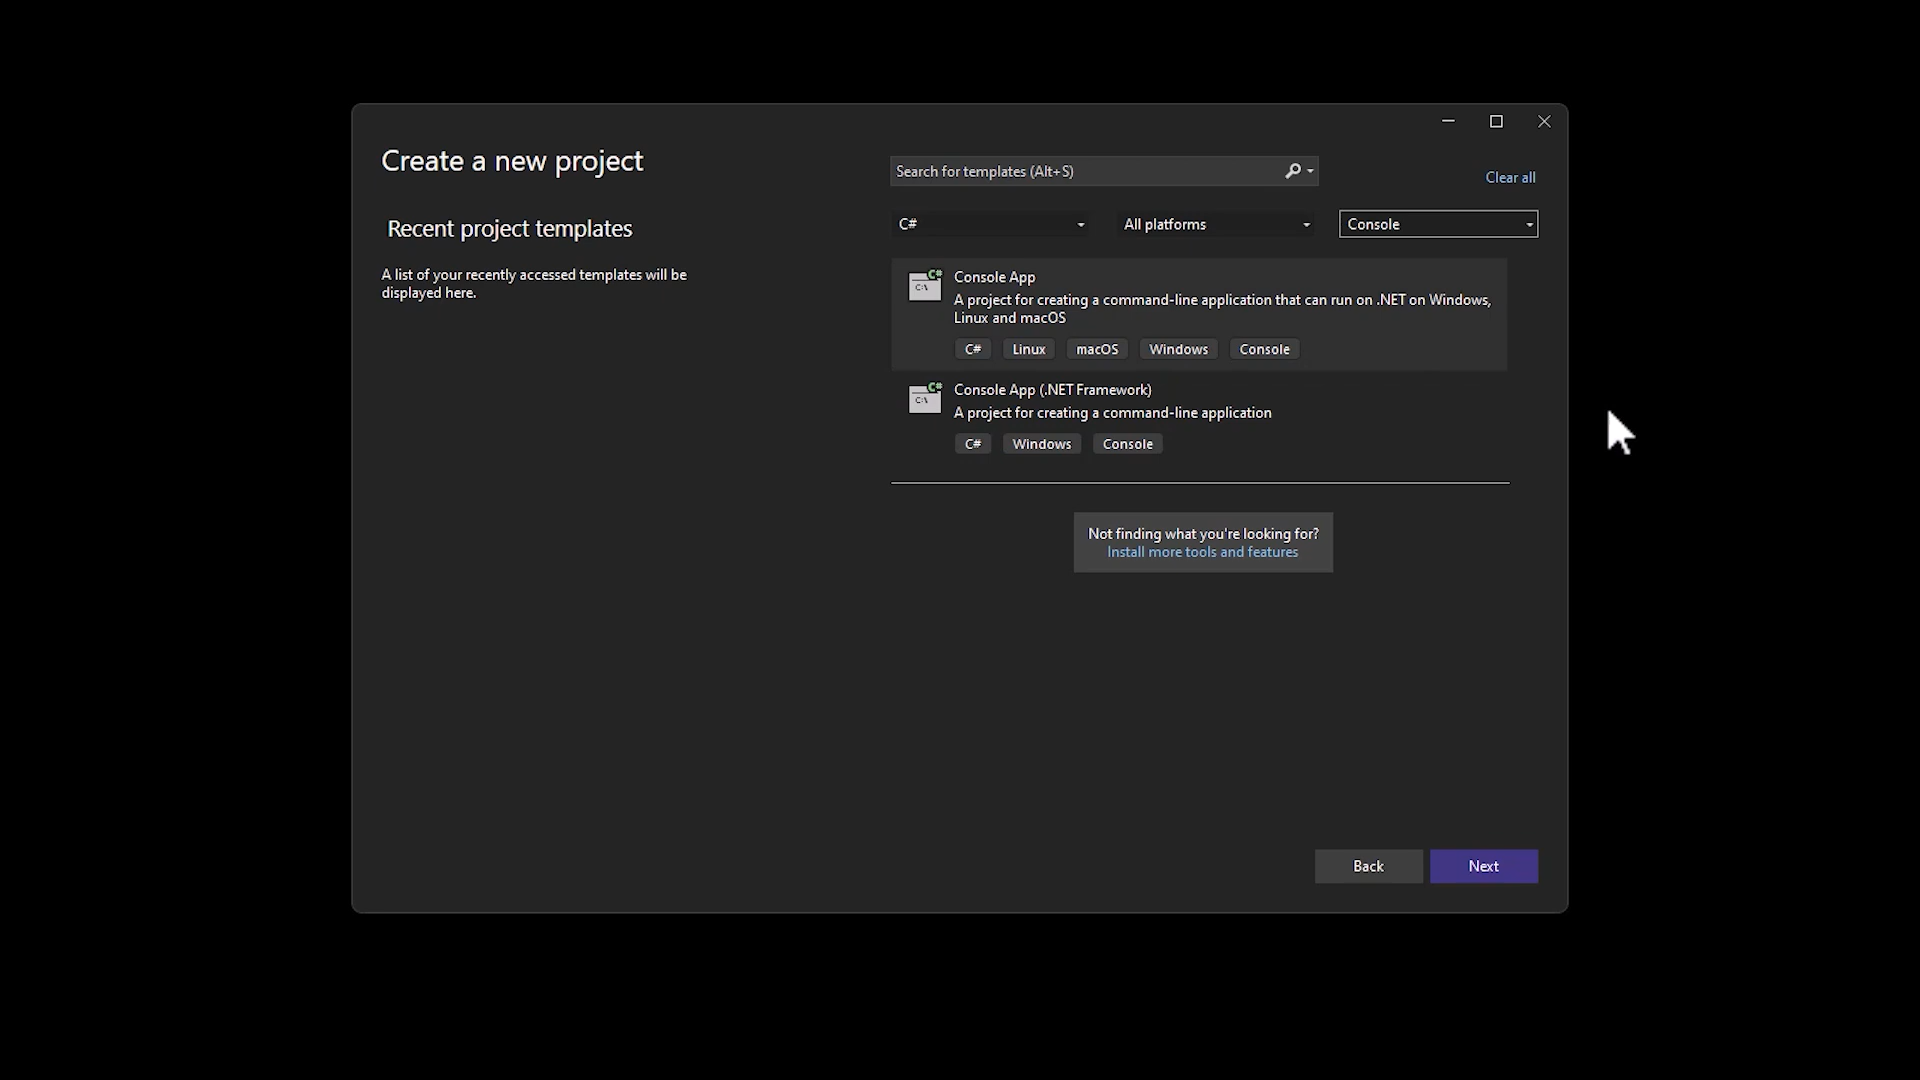 Create a new project
Search for templates (Alt+S)
Clear all
Recent project templates
A list of your recently accessed templates will be
displayed here.
C#
All platforms
Console
C#
C:\
Console App
A project for creating a command-line application that can run on .NET on Windows,
Linux and macOS
C#
Linux
macOS
Windows
Console
C#
C:\
Console App (.NET Framework)
A project for creating a command-line application
C#
Windows
Console
Not finding what you're looking for?
Install more tools and features
Back
Next